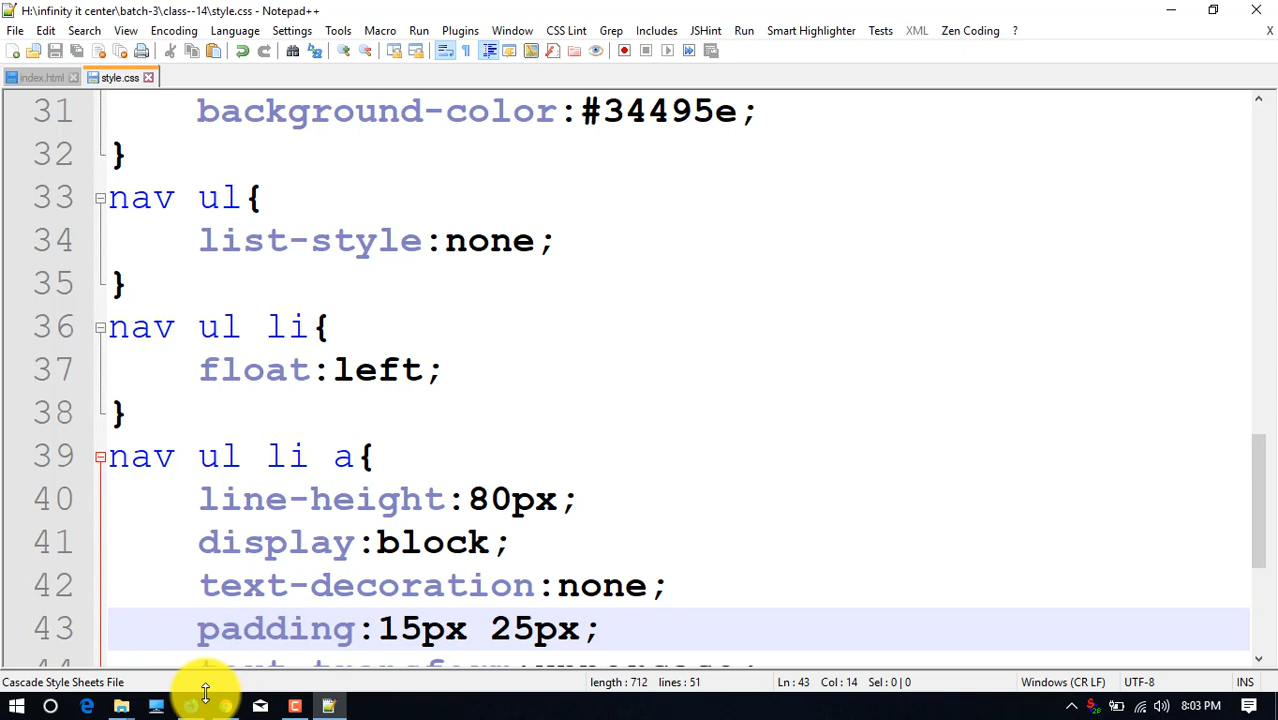 H:\infinity it center\batch-3\class--14\style.css - Notepad++
File Edit Search View Encoding Language Settings Tools Macro Run Plugins Window CSS Lint Grep Includes JSHint Run Smart Highlighter Tests XML Zen Coding ? X
index.html style.css
31 background-color:#34495e;
32 }
33 nav ul{
34 list-style:none;
35 }
36 nav ul li{
37 float:left;
38 }
39 nav ul li a{
40 line-height:80px;
41 display:block;
42 text-decoration:none;
43 padding:15px 25px;
44 text-transform:uppercase;
Cascade Style Sheets File length : 712 lines : 51 Ln : 43 Col : 14 Sel : 0 | 0 Windows (CR LF) UTF-8 INS
8:03 PM